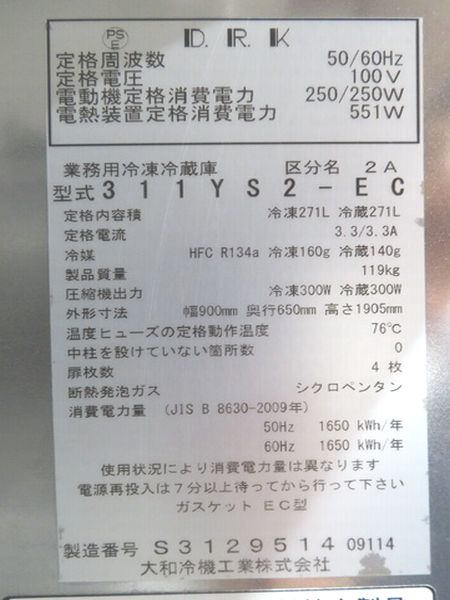 PS
E
D. R. K
定格周波数 50/60Hz
定格電圧 100V
電動機定格消費電力 250/250W
電熱装置定格消費電力 551W
業務用冷凍冷蔵庫 区分名 2A
型式 311YS2-EC
定格内容積 冷凍271L 冷蔵271L
定格電流 3.3/3.3A
冷媒 HFC R134a 冷凍160g 冷蔵140g
製品質量 119kg
圧縮機出力 冷凍300W 冷蔵300W
外形寸法 幅900mm 奥行650mm 高さ1905mm
温度ヒューズの定格動作温度 76℃
中柱を設けていない箇所数 0
扉枚数 4 枚
断熱発泡ガス シクロペンタン
消費電力量 (JIS B 8630-2009年)
50Hz 1650 kWh/年
60Hz 1650 kWh/年
使用状況により消費電力量は異なります
電源再投入は7分以上待ってから行って下さい
ガスケット EC型
製造番号 S3129514 09114
大和冷機工業株式会社